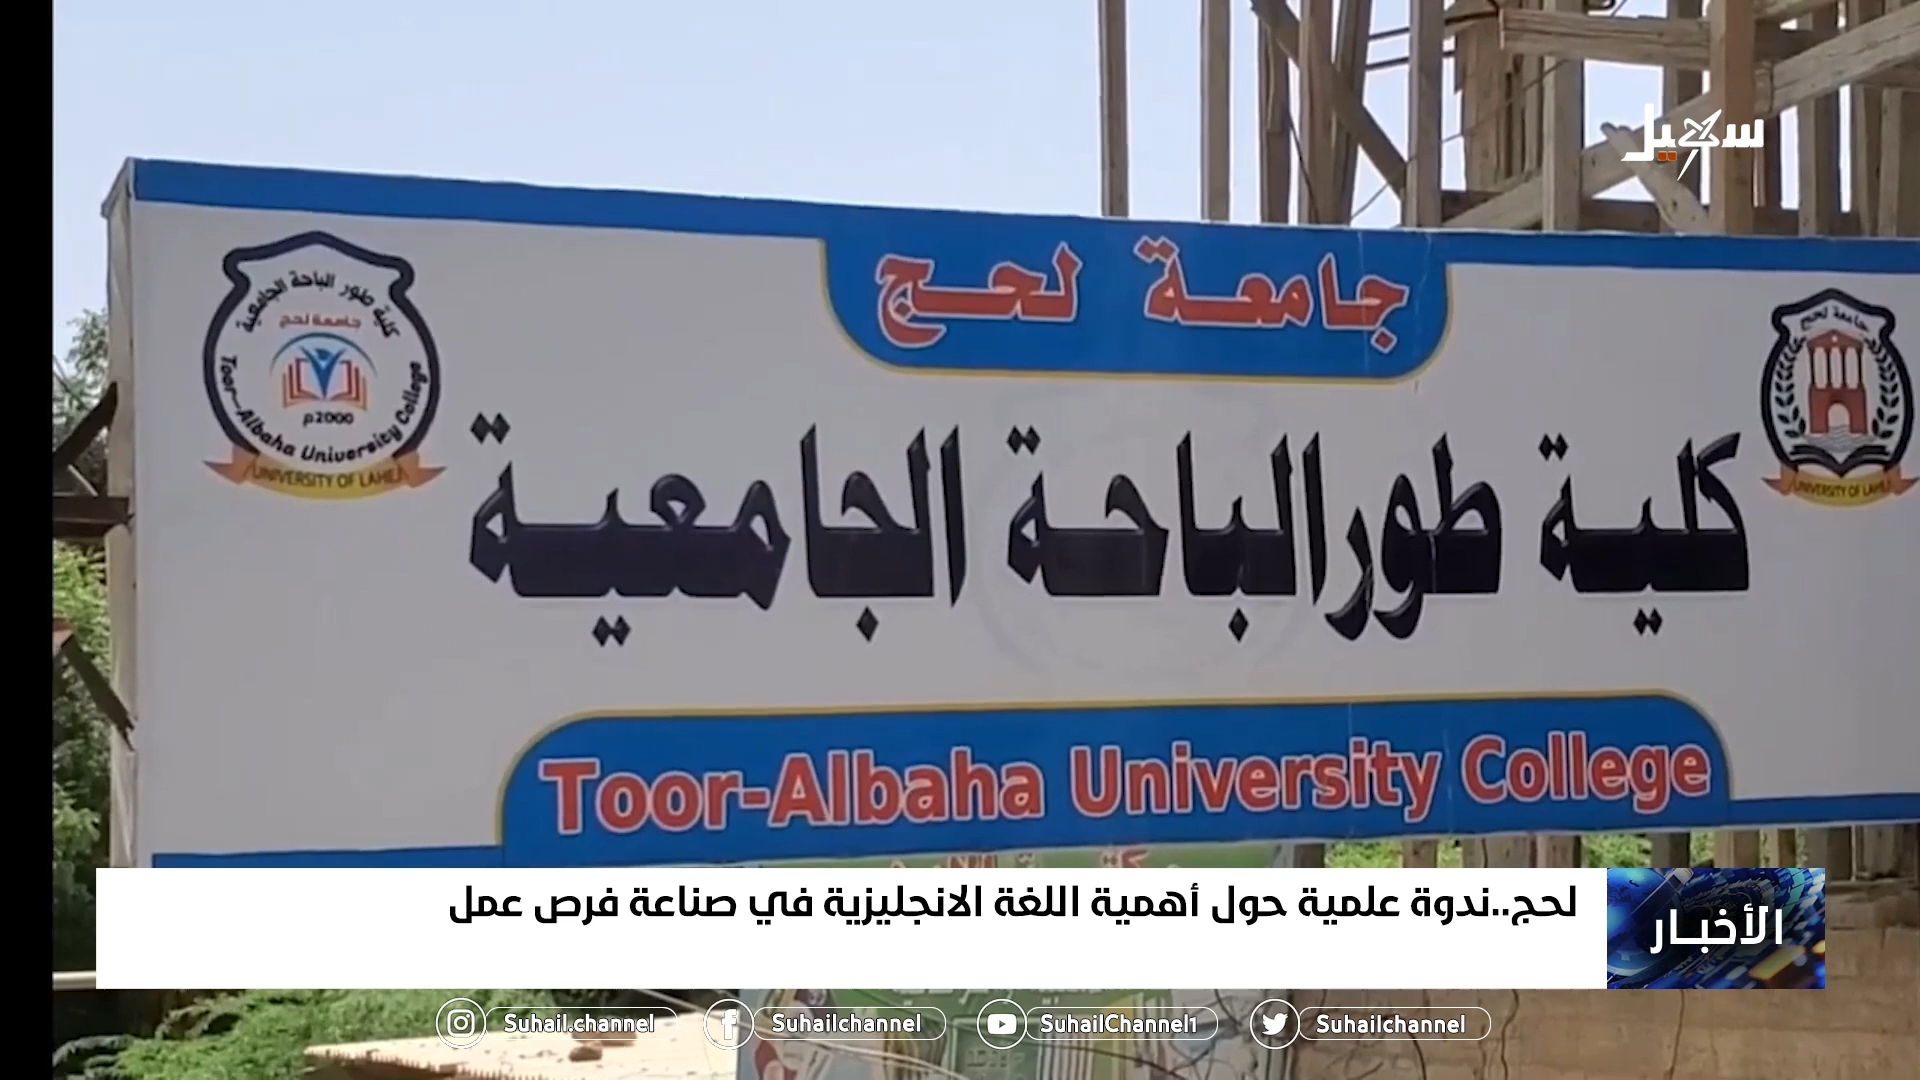 سهيل
جامعة لحج
كلية طور الباحة الجامعية
جامعة لحج
2000م
Toor-Albaha University College
UNIVERSITY OF LAHEJ
جامعة لحج
UNIVERSITY OF LAHEJ
كلية طور الباحة الجامعية
Toor-Albaha University College
الأخبار
لحج..ندوة علمية حول أهمية اللغة الانجليزية في صناعة فرص عمل
Suhail.channel
Suhailchannel
SuhailChannel1
Suhailchannel